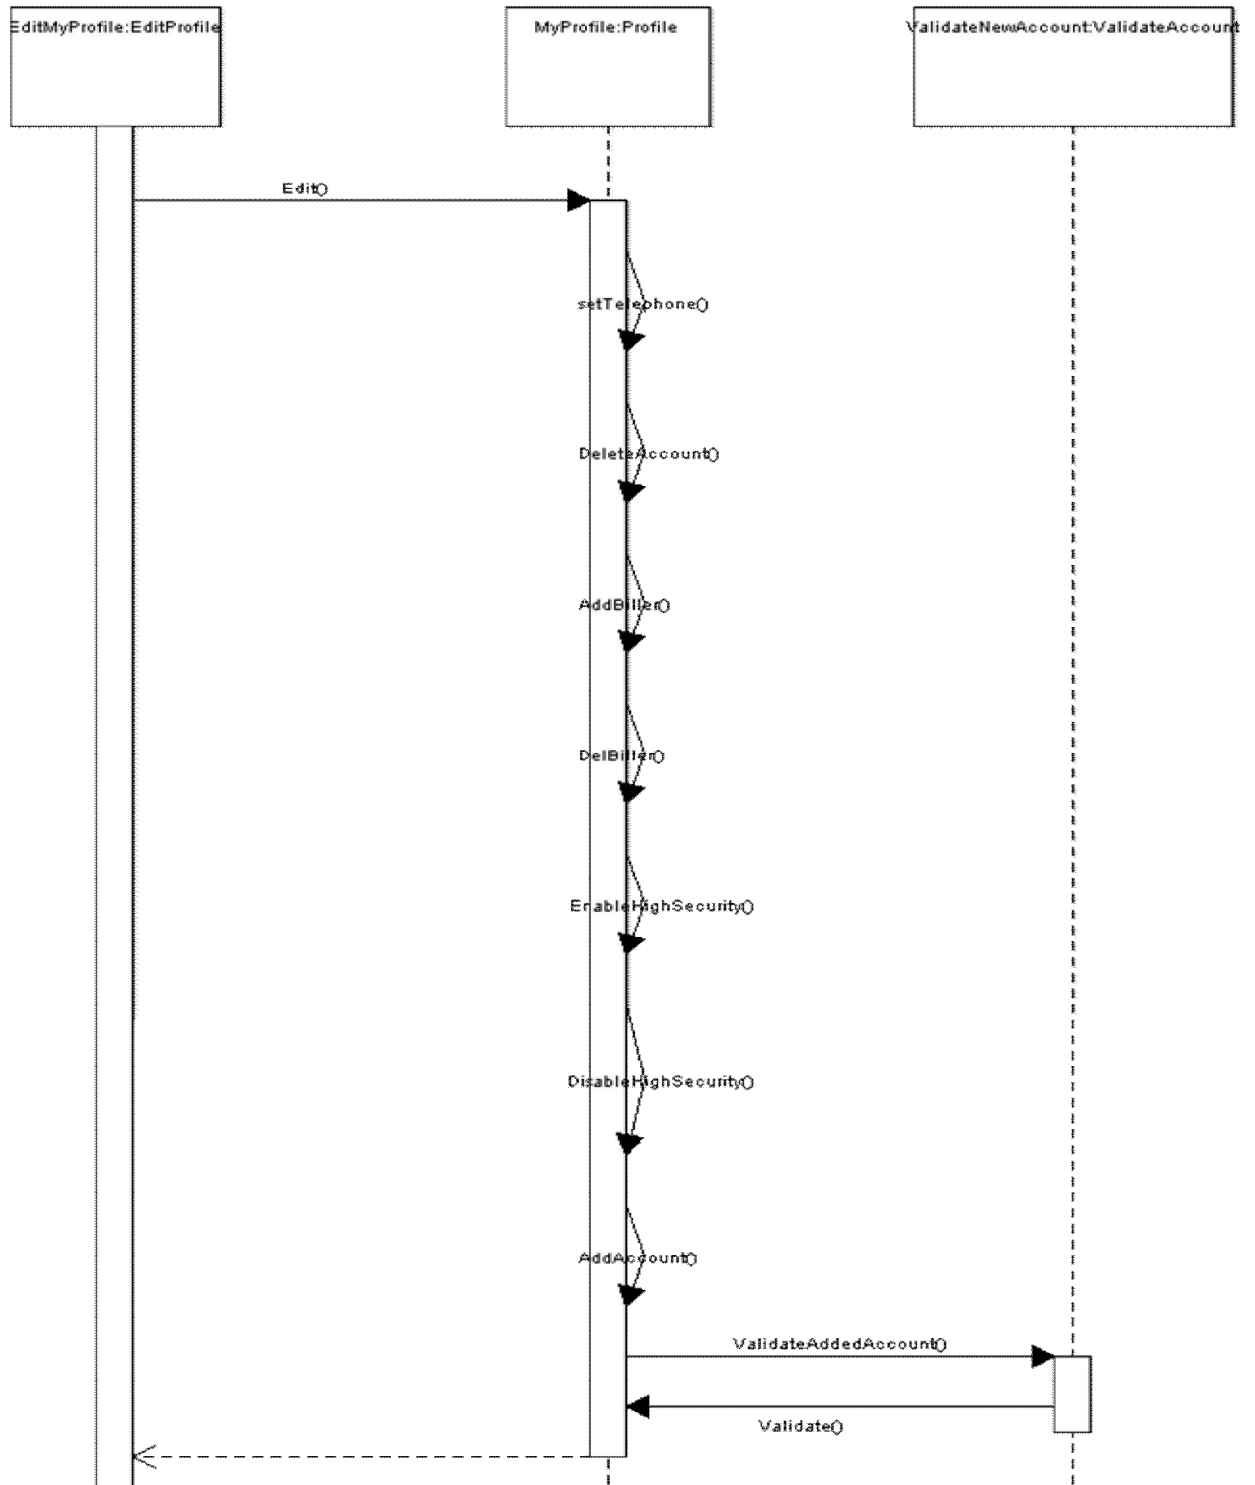 EditMyProfile:EditProfile
MyProfile:Profile
ValidateNewAccount:ValidateAccount
Edit()
setTelephone()
DeleteAccount()
AddBiller()
DelBiller()
EnableHighSecurity()
DisableHighSecurity()
AddAccount()
ValidateAddedAccount()
Validate()